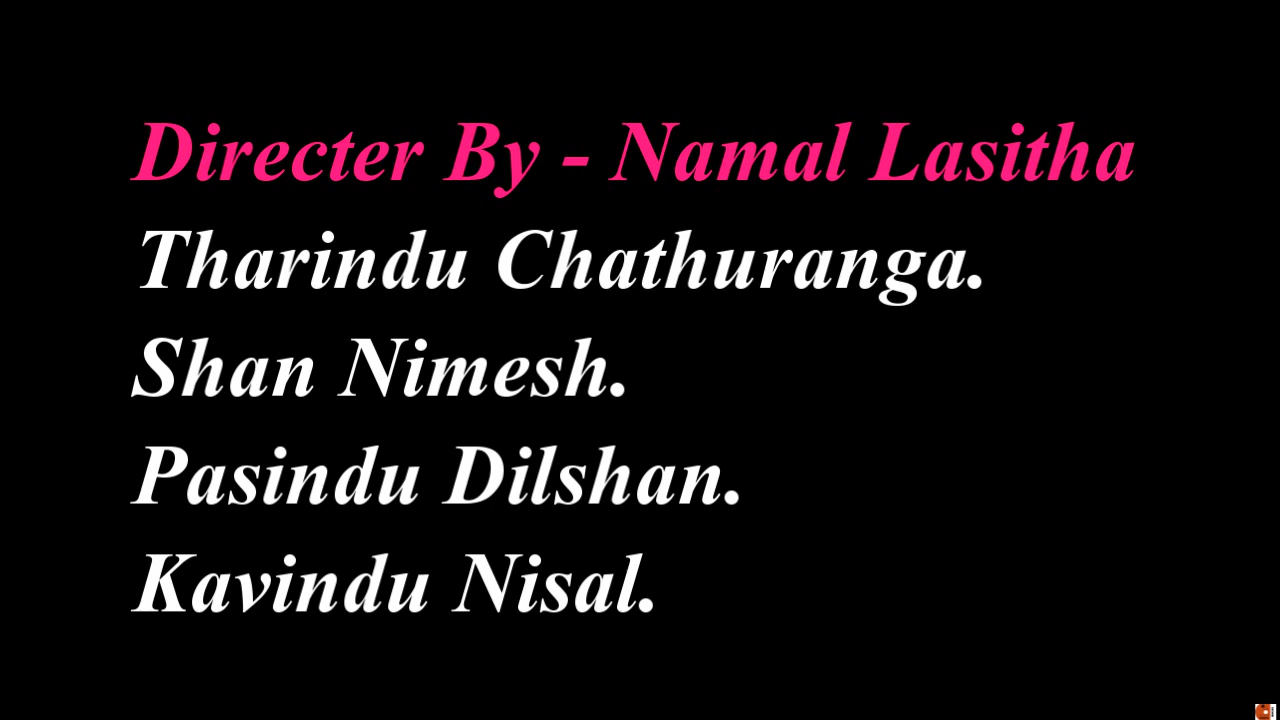 Directer By - Namal Lasitha
Tharindu Chathuranga.
Shan Nimesh.
Pasindu Dilshan.
Kavindu Nisal.